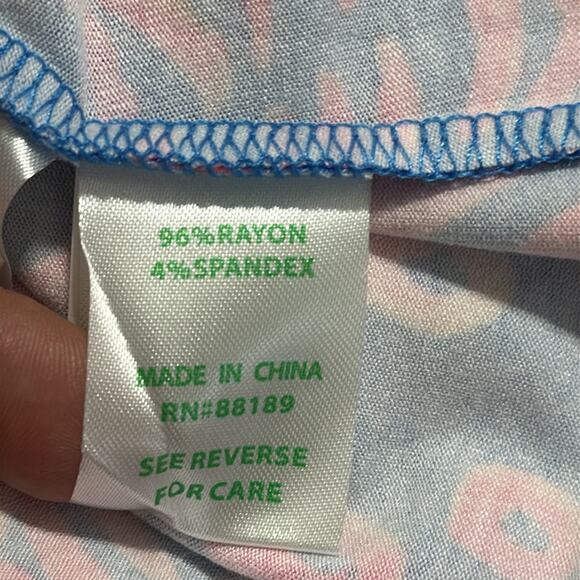 96%RAYON
4%SPANDEX
MADE IN CHINA
RN#88189
SEE REVERSE
FOR CARE